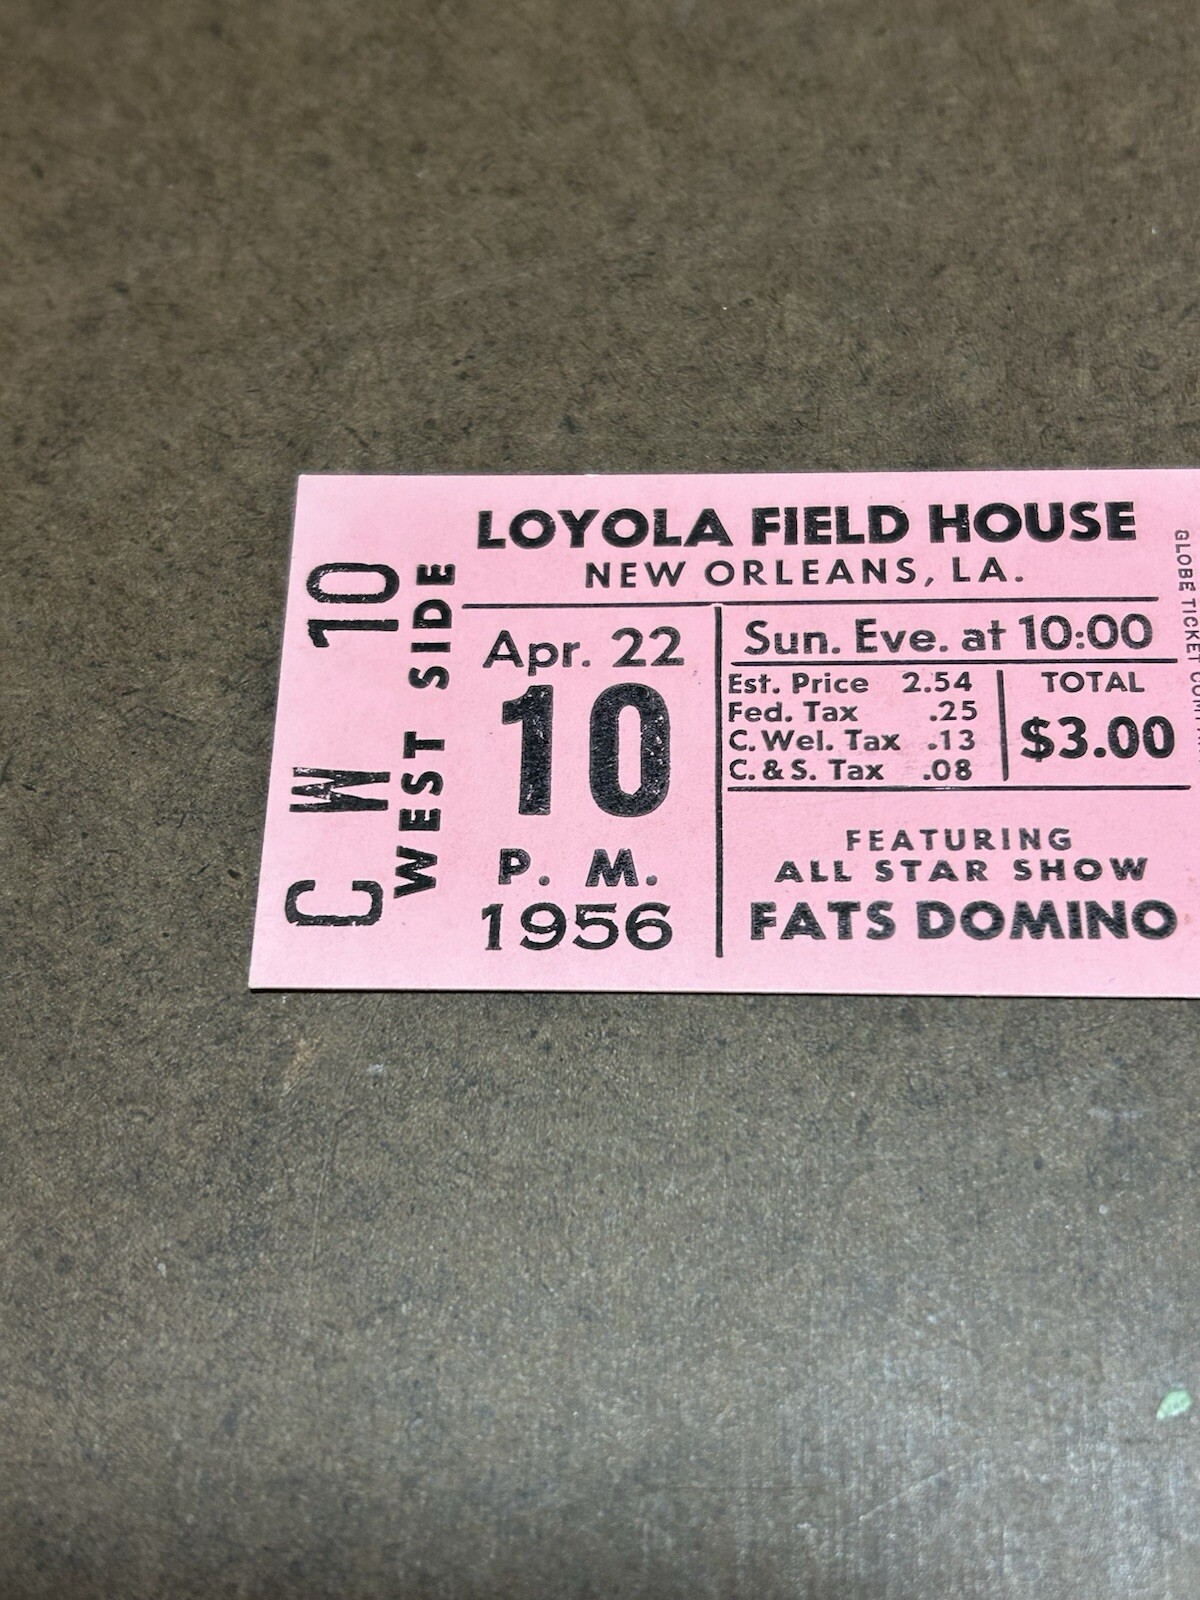 C W 10
WEST SIDE
LOYOLA FIELD HOUSE
NEW ORLEANS, LA.
Apr. 22
10
P. M.
1956
Sun. Eve. at 10:00
Est. Price 2.54
Fed. Tax .25
C. Wel. Tax .13
C. & S. Tax .08
TOTAL
$3.00
FEATURING
ALL STAR SHOW
FATS DOMINO
GLOBE TICKET